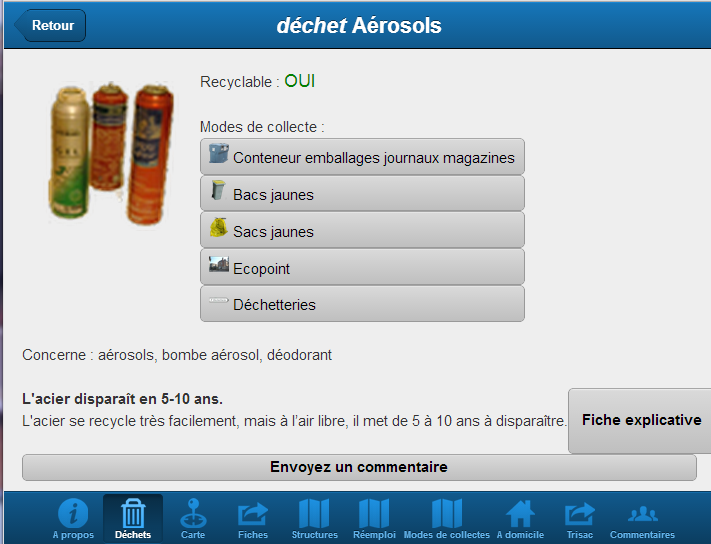 Retour
déchet Aérosols
Recyclable : OUI
Modes de collecte :
Conteneur emballages journaux magazines
Bacs jaunes
Sacs jaunes
Ecopoint
Déchetteries
Concerne : aérosols, bombe aérosol, déodorant
L'acier disparaît en 5-10 ans.
L'acier se recycle très facilement, mais à l'air libre, il met de 5 à 10 ans à disparaître.
Fiche explicative
Envoyez un commentaire
A propos
Déchets
Carte
Fiches
Structures
Réemploi
Modes de collectes
A domicile
Trisac
Commentaires